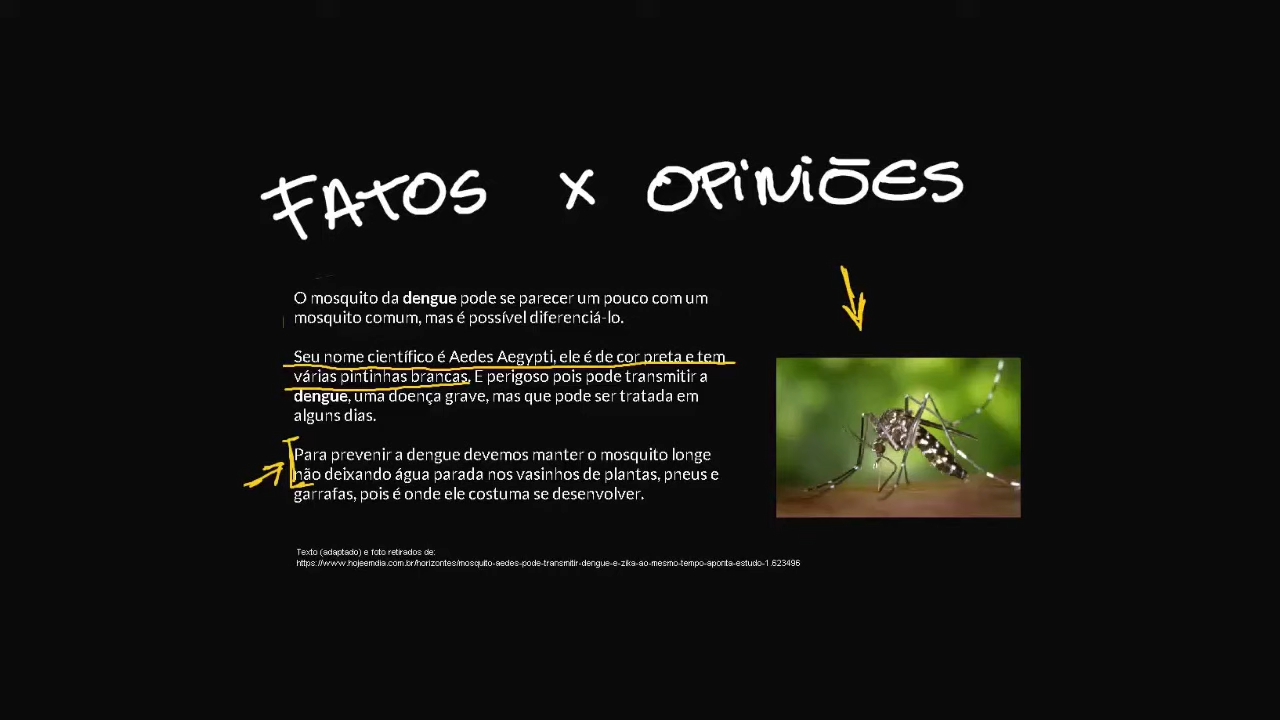 FATOS x OPINIÕES
O mosquito da dengue pode se parecer um pouco com um
mosquito comum, mas é possível diferenciá-lo.
Seu nome científico é Aedes Aegypti, ele é de cor preta e tem
várias pintinhas brancas. E perigoso pois pode transmitir a
dengue, uma doença grave, mas que pode ser tratada em
alguns dias.
Para prevenir a dengue devemos manter o mosquito longe
não deixando água parada nos vasinhos de plantas, pneus e
garrafas, pois é onde ele costuma se desenvolver.
Texto (adaptado) e foto retirados de:
https://www.hojeemdia.com.br/horizontes/mosquito-aedes-pode-transmitir-dengue-e-zika-ao-mesmo-tempo-aponta-estudo-1.623496